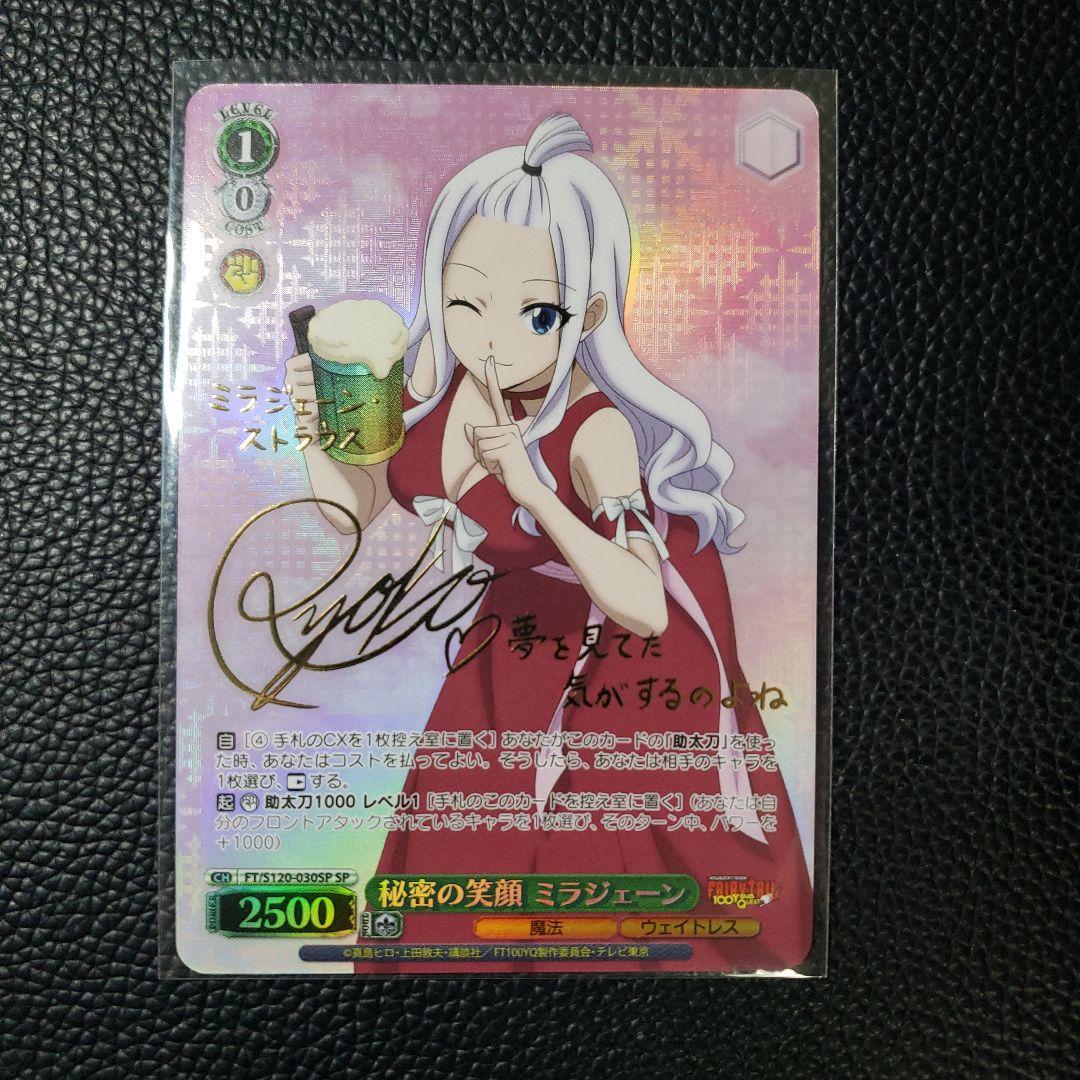 LEVEL
1
0
COST
ミラジェーン・
ストラウス
Ryoko
夢を見てた
気がするのよね
自 [④ 手札のCXを1枚控え室に置く] あなたがこのカードの「助太刀」を使っ
た時、あなたはコストを払ってよい。そうしたら、あなたは相手のキャラを
1枚選び、する。
起 助太刀1000 レベル1 [手札のこのカードを控え室に置く] (あなたは自
分のフロントアタックされているキャラを1枚選び、そのターン中、パワーを
+1000)
CH FT/S120-030SP SP
POWER 2500
秘密の笑顔 ミラジェーン
FAIRY TAIL
100 YEARS QUEST
魔法 ウェイトレス
©真島ヒロ・上田敦夫・講談社/FT100YQ製作委員会・テレビ東京